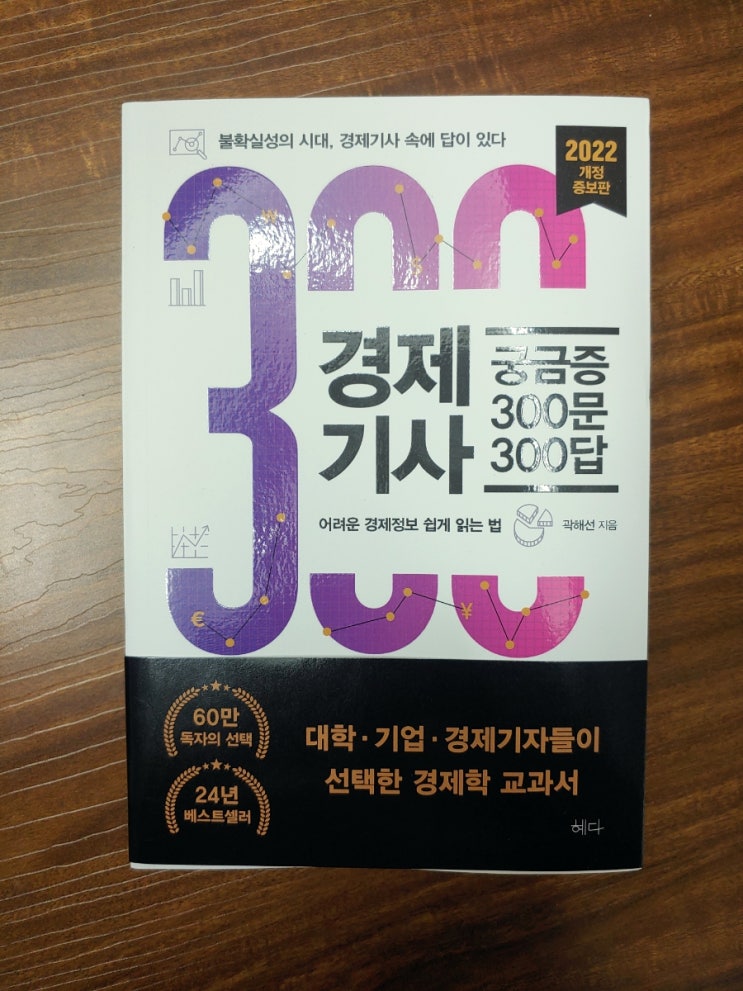 불확실성의 시대, 경제기사 속에 답이 있다
2022
개정
증보판
300
경제
기사
궁금증
300문
300답
어려운 경제정보 쉽게 읽는 법
곽해선 지음
60만
독자의 선택
24년
베스트셀러
대학·기업·경제기자들이
선택한 경제학 교과서
혜다